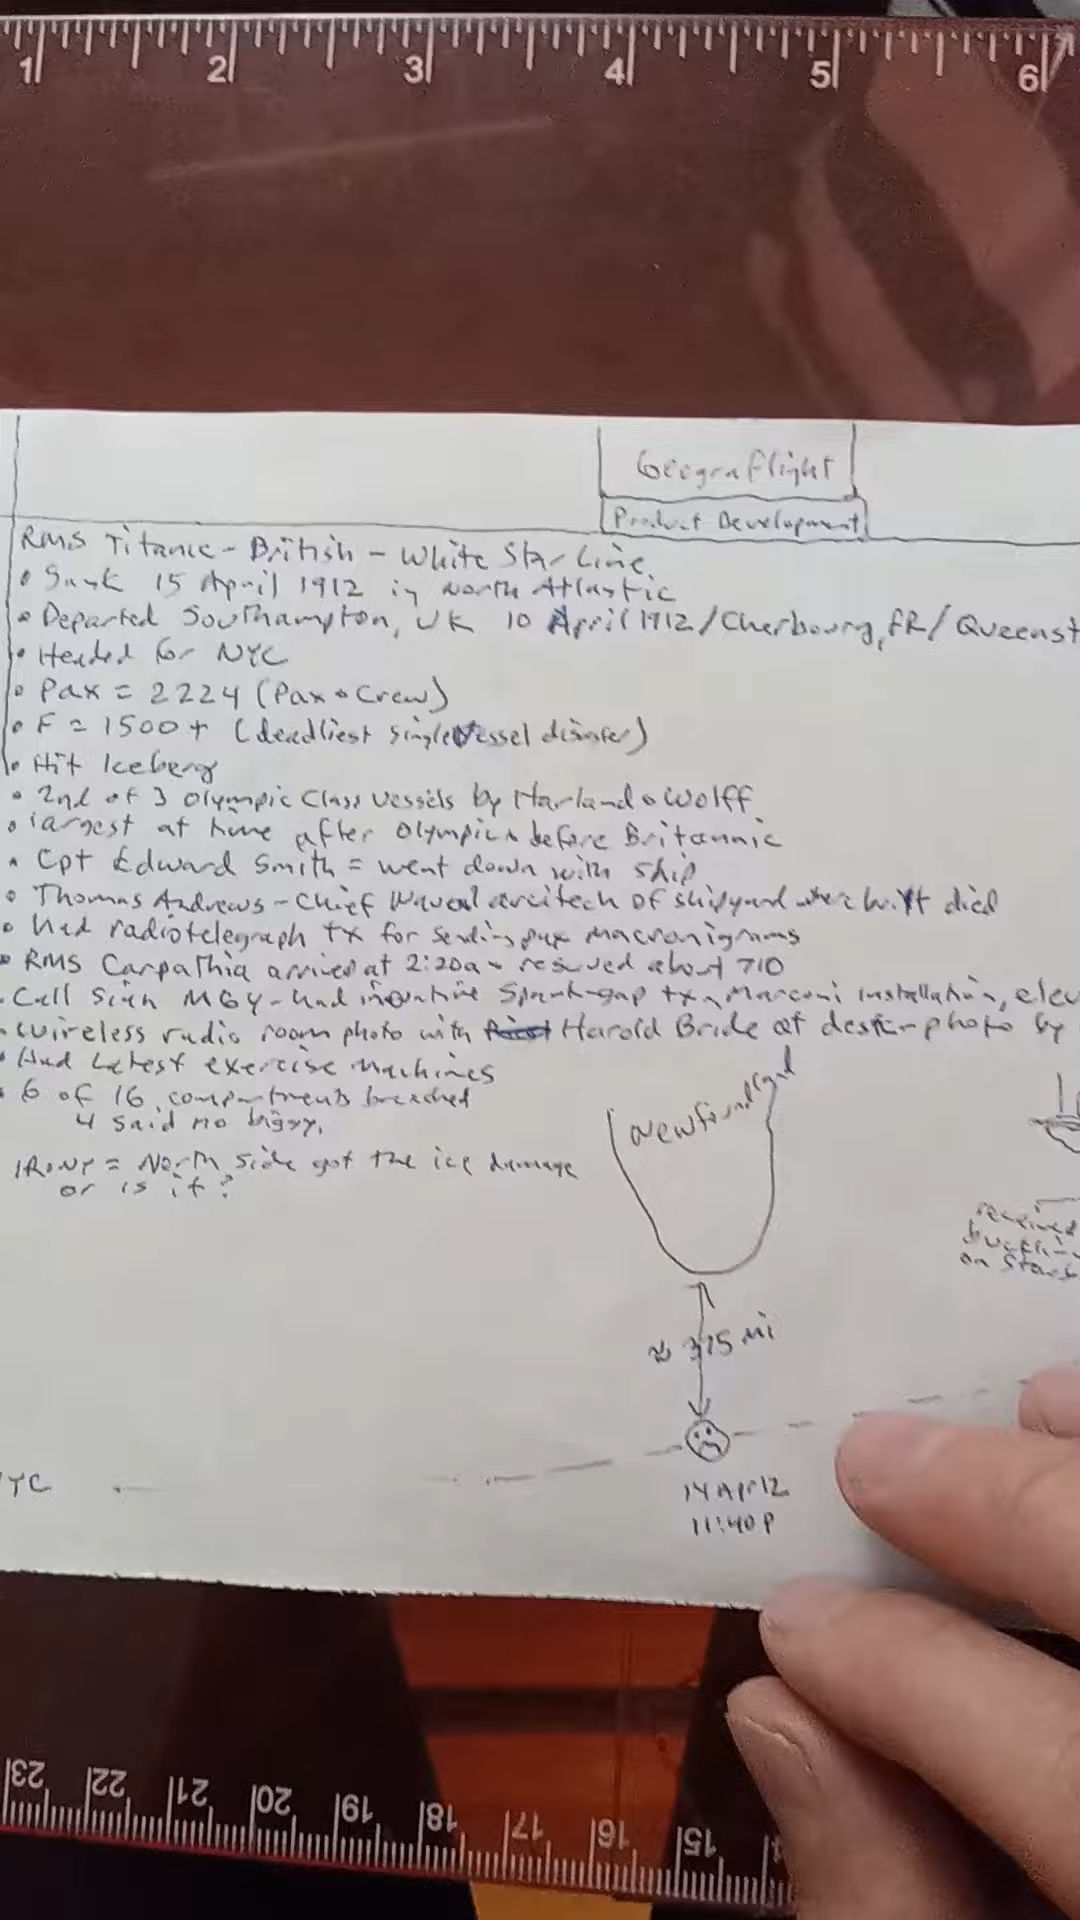 1 2 3 4 5 6
Geograflight
Product Development
RMS Titanic - British - White Star Line
• Sunk 15 April 1912 in North Atlantic
• Departed Southampton, UK 10 April 1912/Cherbourg, FR/Queenst
• Headed for NYC
• Pax = 2224 (Pax & Crew)
• F = 1500+ (deadliest single vessel disaster)
• Hit Iceberg
• 2nd of 3 Olympic Class vessels by Harland & Wolff
• largest at time after Olympic & before Britannic
• Cpt Edward Smith = went down with ship
• Thomas Andrews - Chief Naval arcitech of shipyard died
• Had radiotelegraph tx for sending pax macronigrams
• RMS Carpathia arrived at 2:20a - rescued about 710
• Call Sign MGY - had Spark-gap tx, Marconi installation, elev
• Wireless radio room photo with Harold Bride at desk - photo by
• Had latest exercise machines
• 6 of 16 compartments breached
4 said no biggy.
IRONY = North side got the ice damage
or is it?
Newfoundland
received
on Starb
≈ 375 mi
YC
14 Apr 12
11:40 P
23 22 21 20 19 18 17 16 15